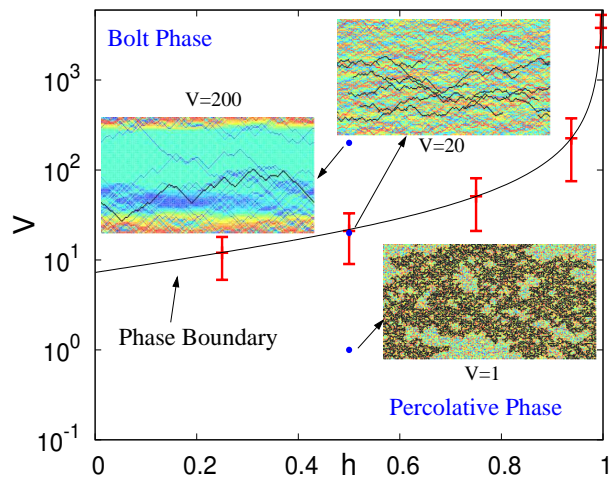 Bolt Phase
V=200
V=20
10³
10²
10¹
10⁰
10⁻¹
V
Phase Boundary
V=1
Percolative Phase
0
0.2
0.4
0.6
0.8
1
h